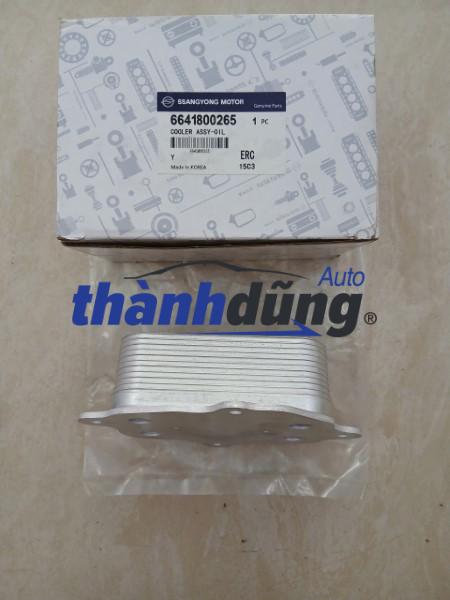 SSANGYONG MOTOR
Genuine Parts
6641800265 1 PC
COOLER ASSY-OIL
Y ERC
Made in KOREA 15C3
Auto
thànhdũng®